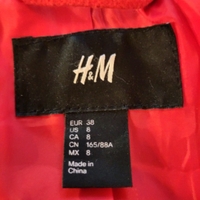 H&M
EUR 38
US 8
CA 8
CN 165/88A
MX 8
Made in
China